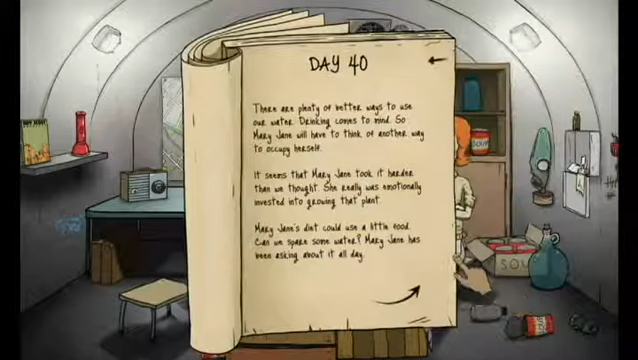 DAY 40
There are plenty of better ways to use
our water. Drinking comes to mind. So
Mary Jane will have to think of another way
to occupy herself.
It seems that Mary Jane took it harder
than we thought. She really was emotionally
invested into growing that plant.
Mary Jane's diet could use a little food.
Can we spare some water? Mary Jane has
been asking about it all day.
SOUP
SOU